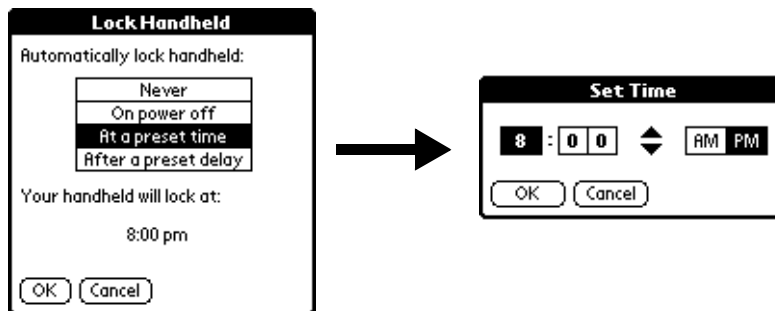 Lock Handheld
Automatically lock handheld:
Never
On power off
At a preset time
After a preset delay
Your handheld will lock at:
8:00 pm
OK Cancel
Set Time
8 : 0 0 AM PM
OK Cancel